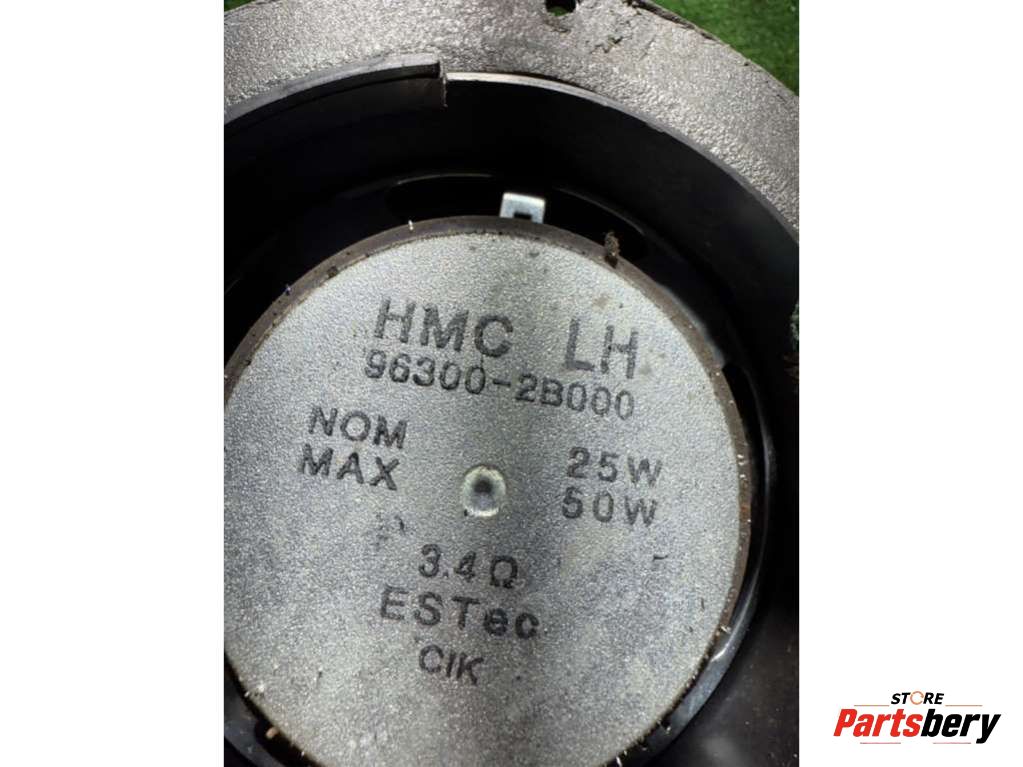 HMC LH
96300-2B000
NOM 25W
MAX 50W
3.4Ω
ESTec
CIK
STORE
Partsbery